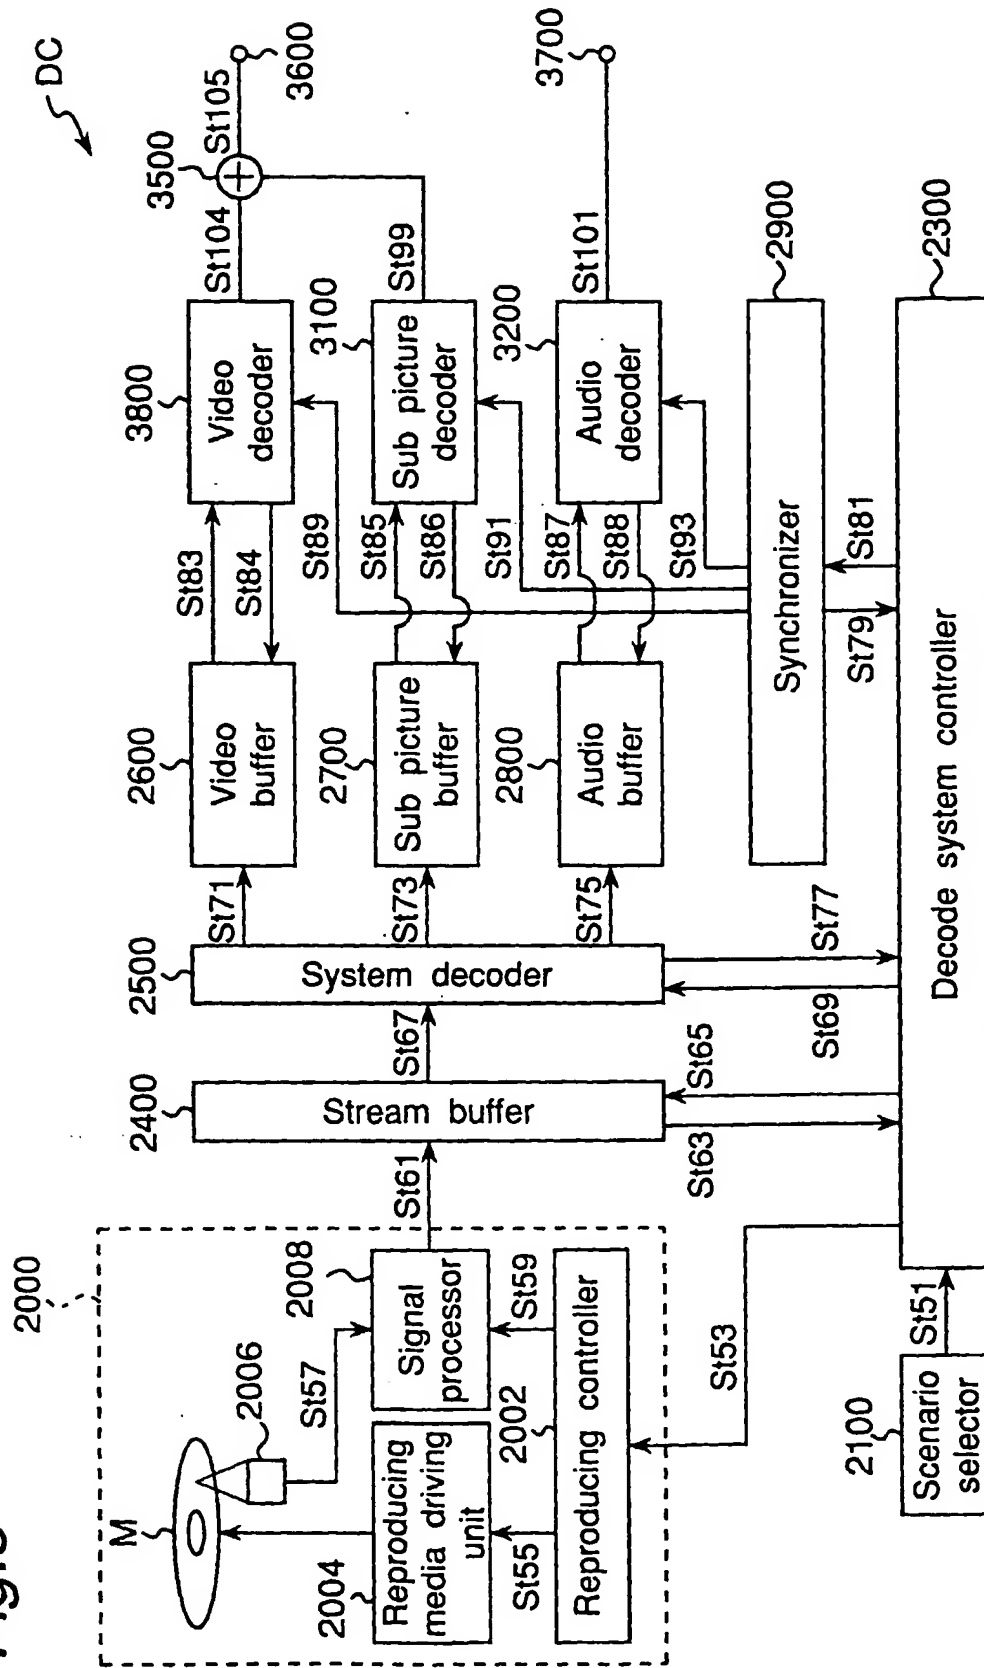 DC
3500
St105
3600
St104
3700
3800
Video
decoder
St99
3100
Sub picture
decoder
St101
3200
Audio
decoder
2900
2300
St83
St84
St89
St85
St86
St91
St87
St88
St93
Synchronizer
St81
St79
2600
Video
buffer
2700
Sub picture
buffer
2800
Audio
buffer
St71
St73
St75
2500
System decoder
St77
St69
Decode system controller
St67
2400
Stream buffer
St65
St63
St61
2000
2008
Signal
processor
St59
St57
2006
M
2004
Reproducing
media driving
unit
St55
2002
Reproducing controller
St53
St51
2100
Scenario
selector